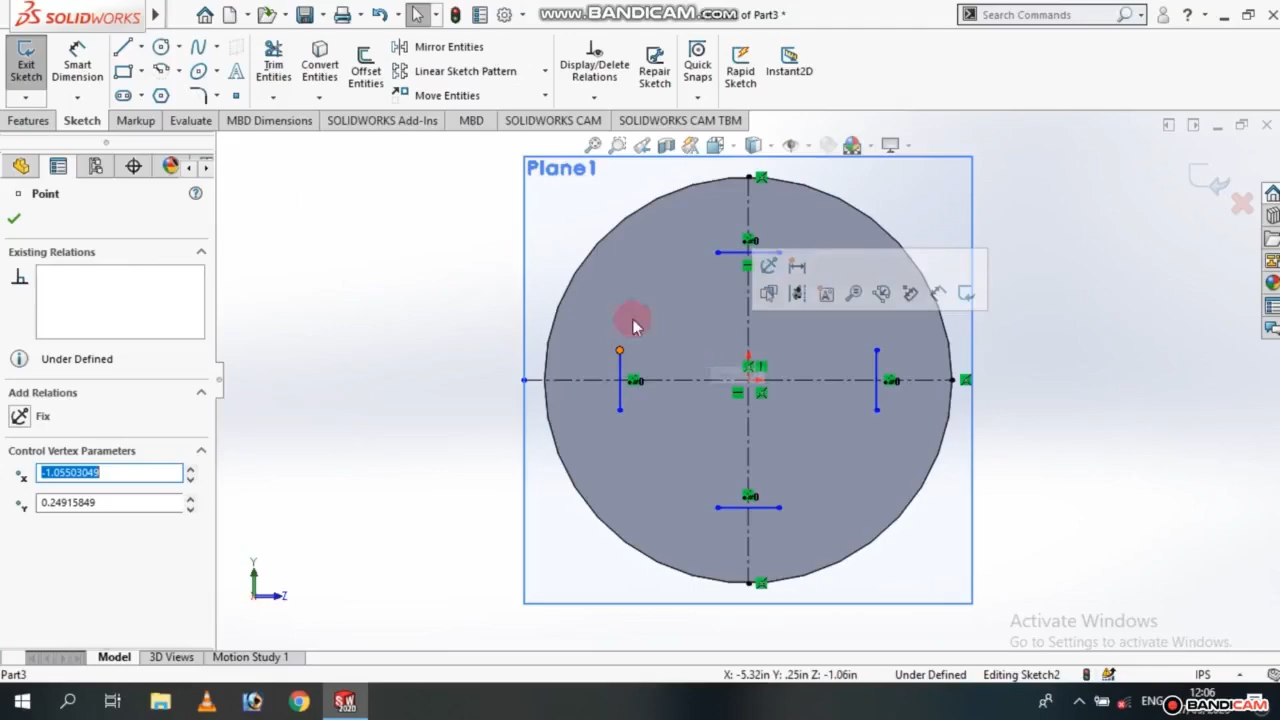 SOLIDWORKS
www.BANDICAM.com
of Part3 *
Search Commands
?
Exit Sketch
Smart Dimension
Trim Entities
Convert Entities
Offset Entities
Mirror Entities
Linear Sketch Pattern
Move Entities
Display/Delete Relations
Repair Sketch
Quick Snaps
Rapid Sketch
Instant2D
Features
Sketch
Markup
Evaluate
MBD Dimensions
SOLIDWORKS Add-Ins
MBD
SOLIDWORKS CAM
SOLIDWORKS CAM TBM
Plane1
Point
Existing Relations
Under Defined
Add Relations
Fix
Control Vertex Parameters
-1.05503049
0.24915849
Y
Z
Activate Windows
Go to Settings to activate Windows.
Model
3D Views
Motion Study 1
Part3
X: -5.32in Y: .25in Z: -1.06in
Under Defined
Editing Sketch2
IPS
SW
2020
ENG
12:06
BANDICAM